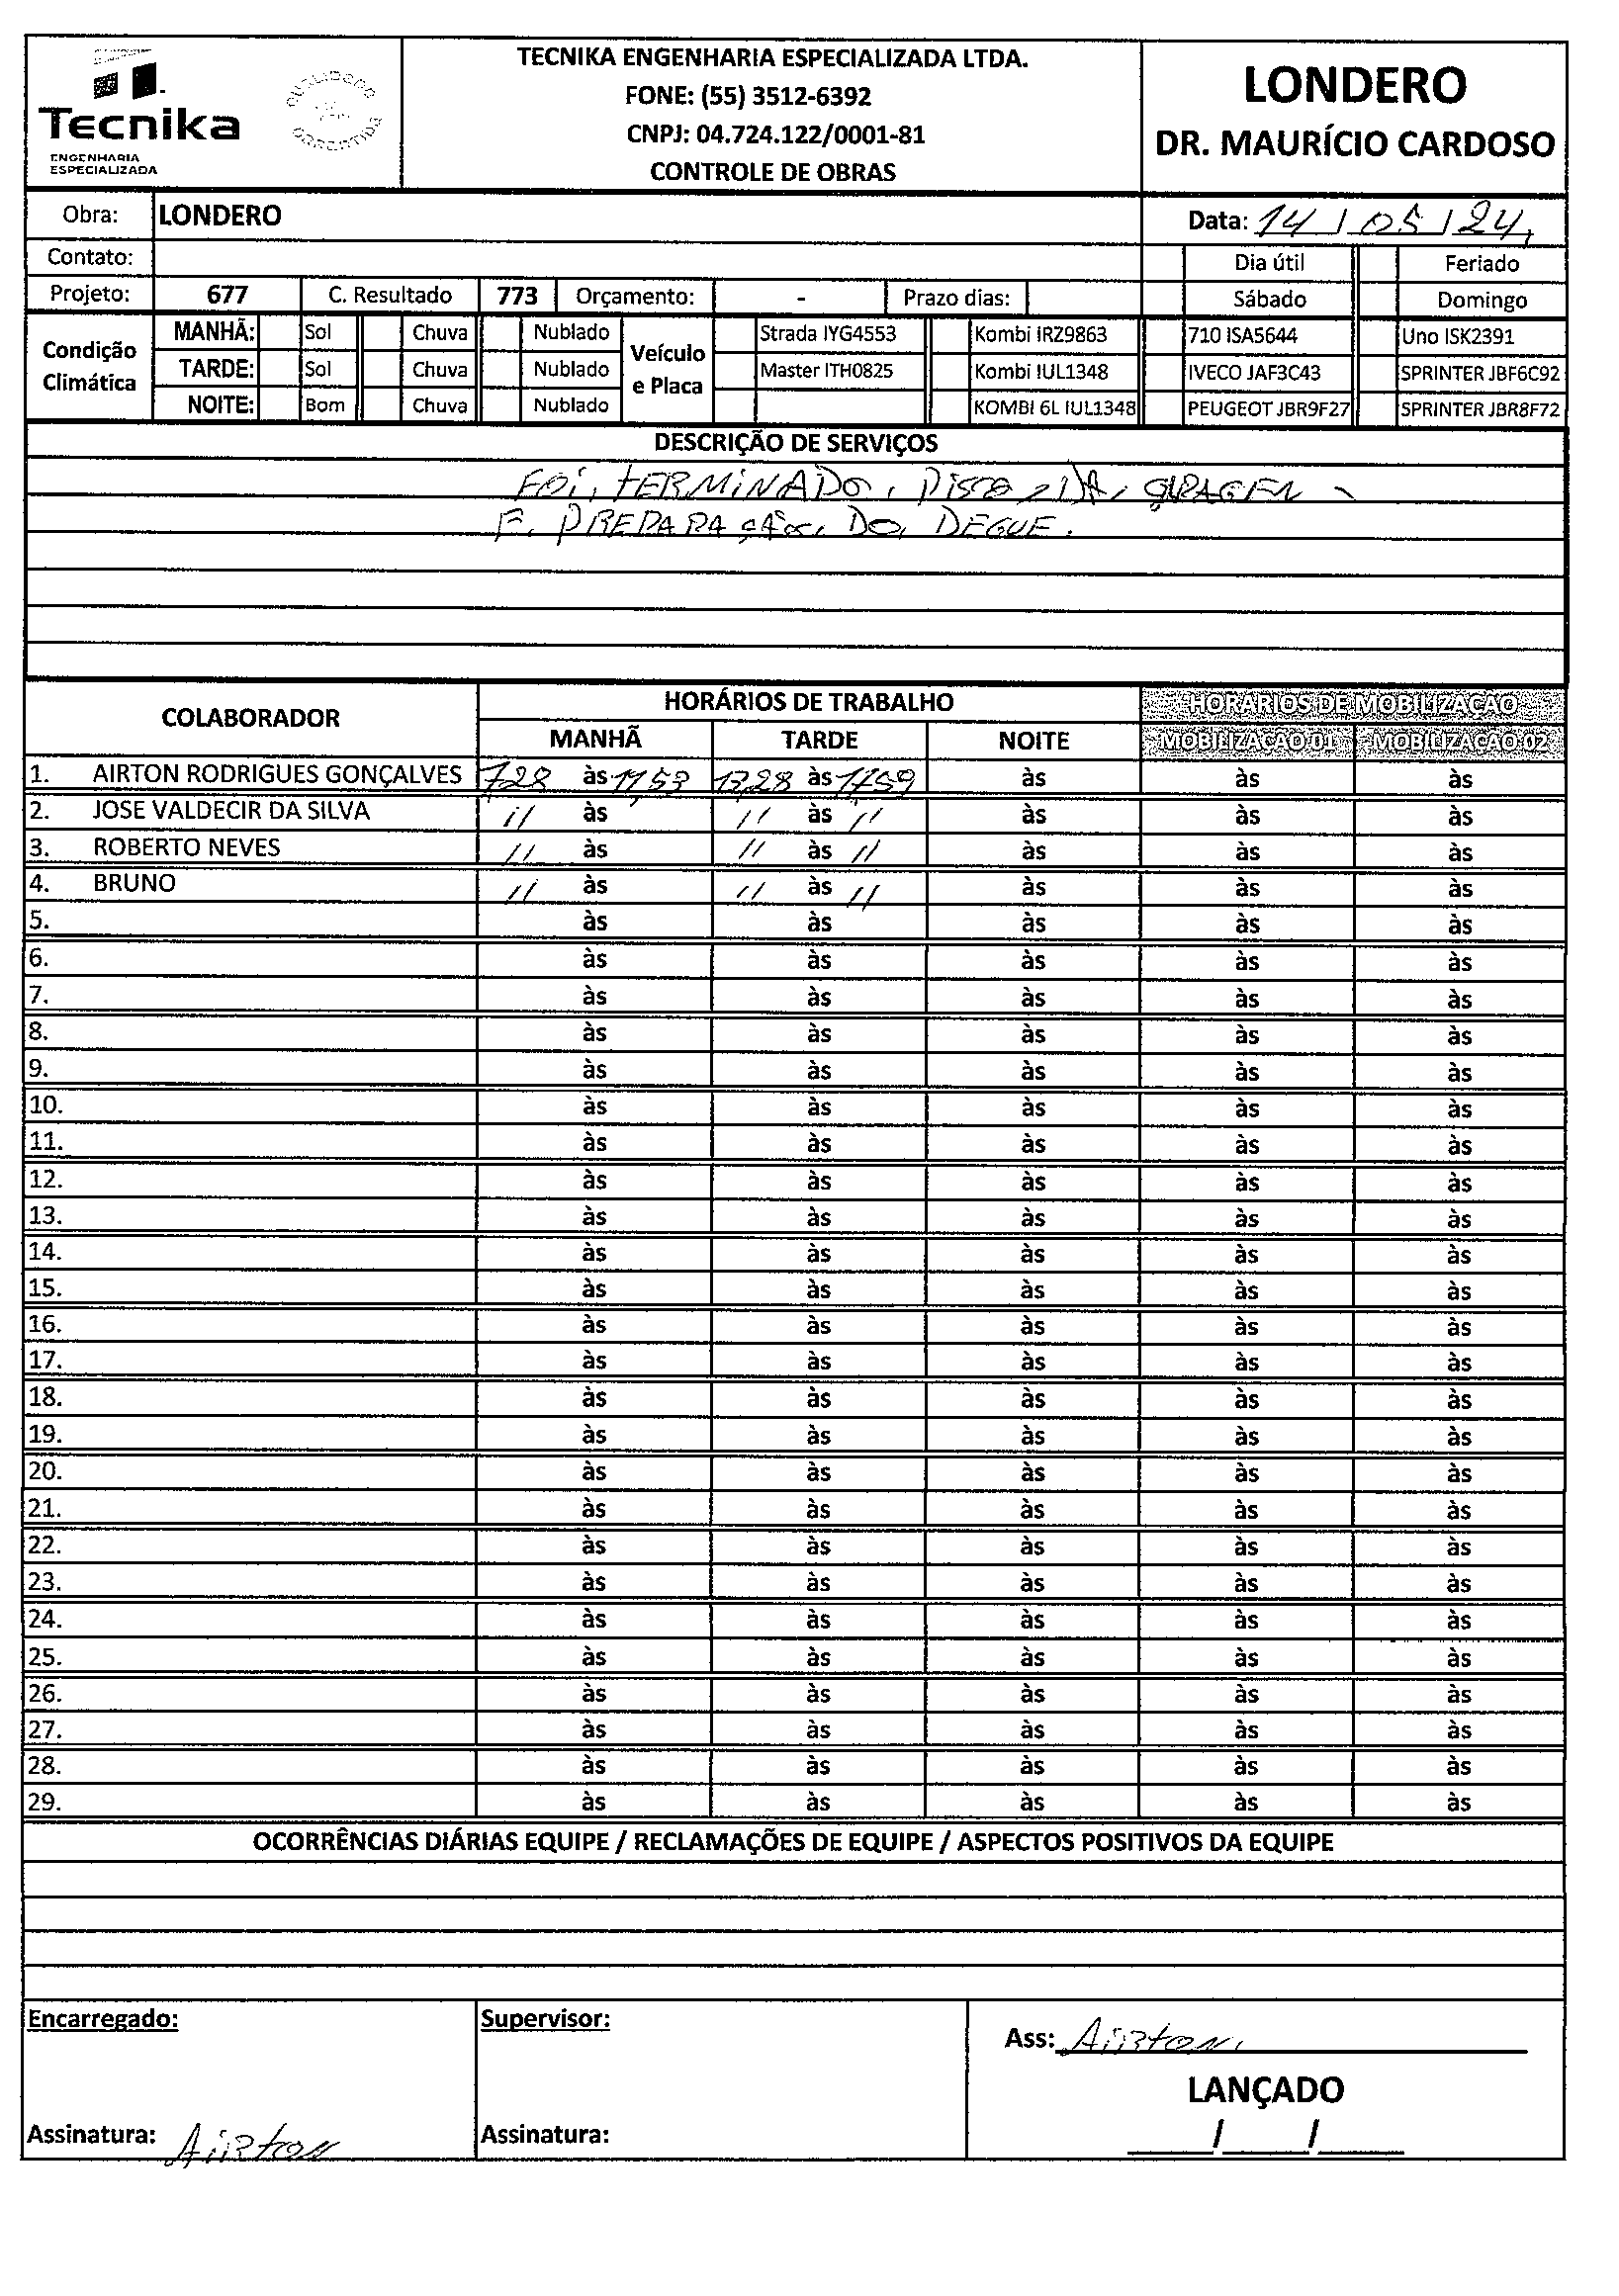 Tecnika
ENGENHARIA
ESPECIALIZADA
QUALIDADE
GARANTIDA
TECNIKA ENGENHARIA ESPECIALIZADA LTDA.
FONE: (55) 3512-6392
CNPJ: 04.724.122/0001-81
CONTROLE DE OBRAS
LONDERO
DR. MAURÍCIO CARDOSO
Obra: LONDERO Data: 14 / 05 / 24
Contato: Dia útil Feriado
Projeto: 677 C. Resultado 773 Orçamento: - Prazo dias: Sábado Domingo
Condição Climática
MANHÃ: Sol Chuva Nublado
TARDE: Sol Chuva Nublado
NOITE: Bom Chuva Nublado
Veículo e Placa
Strada IYG4553 Kombi IRZ9863 710 ISA5644 Uno ISK2391
Master ITH0825 Kombi IUL1348 IVECO JAF3C43 SPRINTER JBF6C92
KOMBI 6L IUL1348 PEUGEOT JBR9F27 SPRINTER JBR8F72
DESCRIÇÃO DE SERVIÇOS
FOI, TERMINADO, PISO, DA, GARAGEN
E, PREPARAÇÃO, DO, DEGUE.
COLABORADOR HORÁRIOS DE TRABALHO HORÁRIOS DE MOBILIZAÇÃO
MANHÃ TARDE NOITE MOBILIZAÇÃO 01 MOBILIZAÇÃO 02
1. AIRTON RODRIGUES GONÇALVES 7,28 às 11,53 13,28 às 17,59 às às às
2. JOSE VALDECIR DA SILVA // às // às // às às às
3. ROBERTO NEVES // às // às // às às às
4. BRUNO // às // às // às às às
5. às às às às às
6. às às às às às
7. às às às às às
8. às às às às às
9. às às às às às
10. às às às às às
11. às às às às às
12. às às às às às
13. às às às às às
14. às às às às às
15. às às às às às
16. às às às às às
17. às às às às às
18. às às às às às
19. às às às às às
20. às às às às às
21. às às às às às
22. às às às às às
23. às às às às às
24. às às às às às
25. às às às às às
26. às às às às às
27. às às às às às
28. às às às às às
29. às às às às às
OCORRÊNCIAS DIÁRIAS EQUIPE / RECLAMAÇÕES DE EQUIPE / ASPECTOS POSITIVOS DA EQUIPE
Encarregado: Supervisor:
Ass: Airton
LANÇADO
Assinatura: Airton Assinatura: ____/____/____